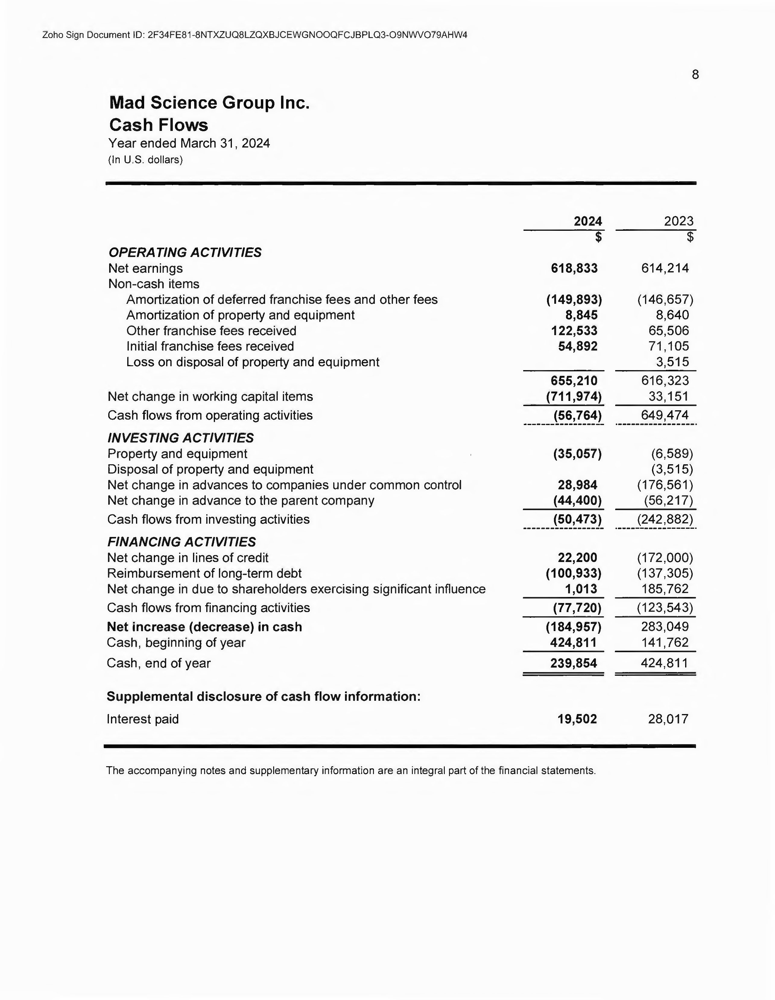 Zoho Sign Document ID: 2F34FE81-8NTXZUQ8LZQXBJCEWGNOOQFCJBPLQ3-O9NWVO79AHW4
8
Mad Science Group Inc.
Cash Flows
Year ended March 31, 2024
(In U.S. dollars)
2024 2023
$ $
OPERATING ACTIVITIES
Net earnings 618,833 614,214
Non-cash items
Amortization of deferred franchise fees and other fees (149,893) (146,657)
Amortization of property and equipment 8,845 8,640
Other franchise fees received 122,533 65,506
Initial franchise fees received 54,892 71,105
Loss on disposal of property and equipment 3,515
655,210 616,323
Net change in working capital items (711,974) 33,151
Cash flows from operating activities (56,764) 649,474
INVESTING ACTIVITIES
Property and equipment (35,057) (6,589)
Disposal of property and equipment (3,515)
Net change in advances to companies under common control 28,984 (176,561)
Net change in advance to the parent company (44,400) (56,217)
Cash flows from investing activities (50,473) (242,882)
FINANCING ACTIVITIES
Net change in lines of credit 22,200 (172,000)
Reimbursement of long-term debt (100,933) (137,305)
Net change in due to shareholders exercising significant influence 1,013 185,762
Cash flows from financing activities (77,720) (123,543)
Net increase (decrease) in cash (184,957) 283,049
Cash, beginning of year 424,811 141,762
Cash, end of year 239,854 424,811
Supplemental disclosure of cash flow information:
Interest paid 19,502 28,017
The accompanying notes and supplementary information are an integral part of the financial statements.